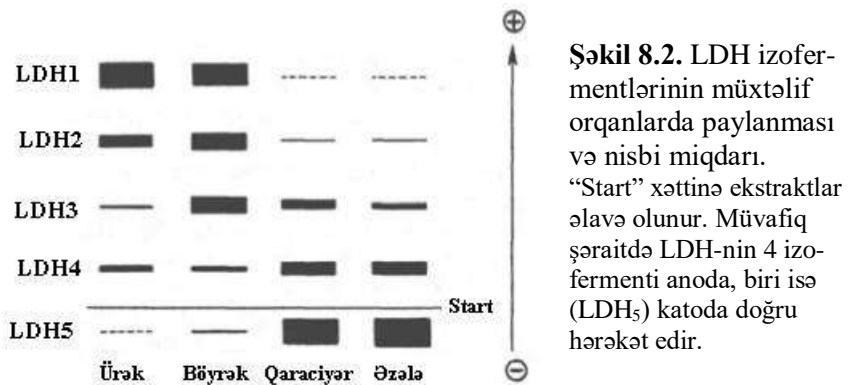 LDH1
LDH2
LDH3
LDH4
Start
LDH5
Ürək Böyrək Qaraciyər Əzələ
⊕
⊖
Şəkil 8.2. LDH izofer-
mentlərinin müxtəlif
orqanlarda paylanması
və nisbi miqdarı.
“Start” xəttinə ekstraktlar
əlavə olunur. Müvafiq
şəraitdə LDH-nin 4 izo-
fermenti anoda, biri isə
(LDH₅) katoda doğru
hərəkət edir.